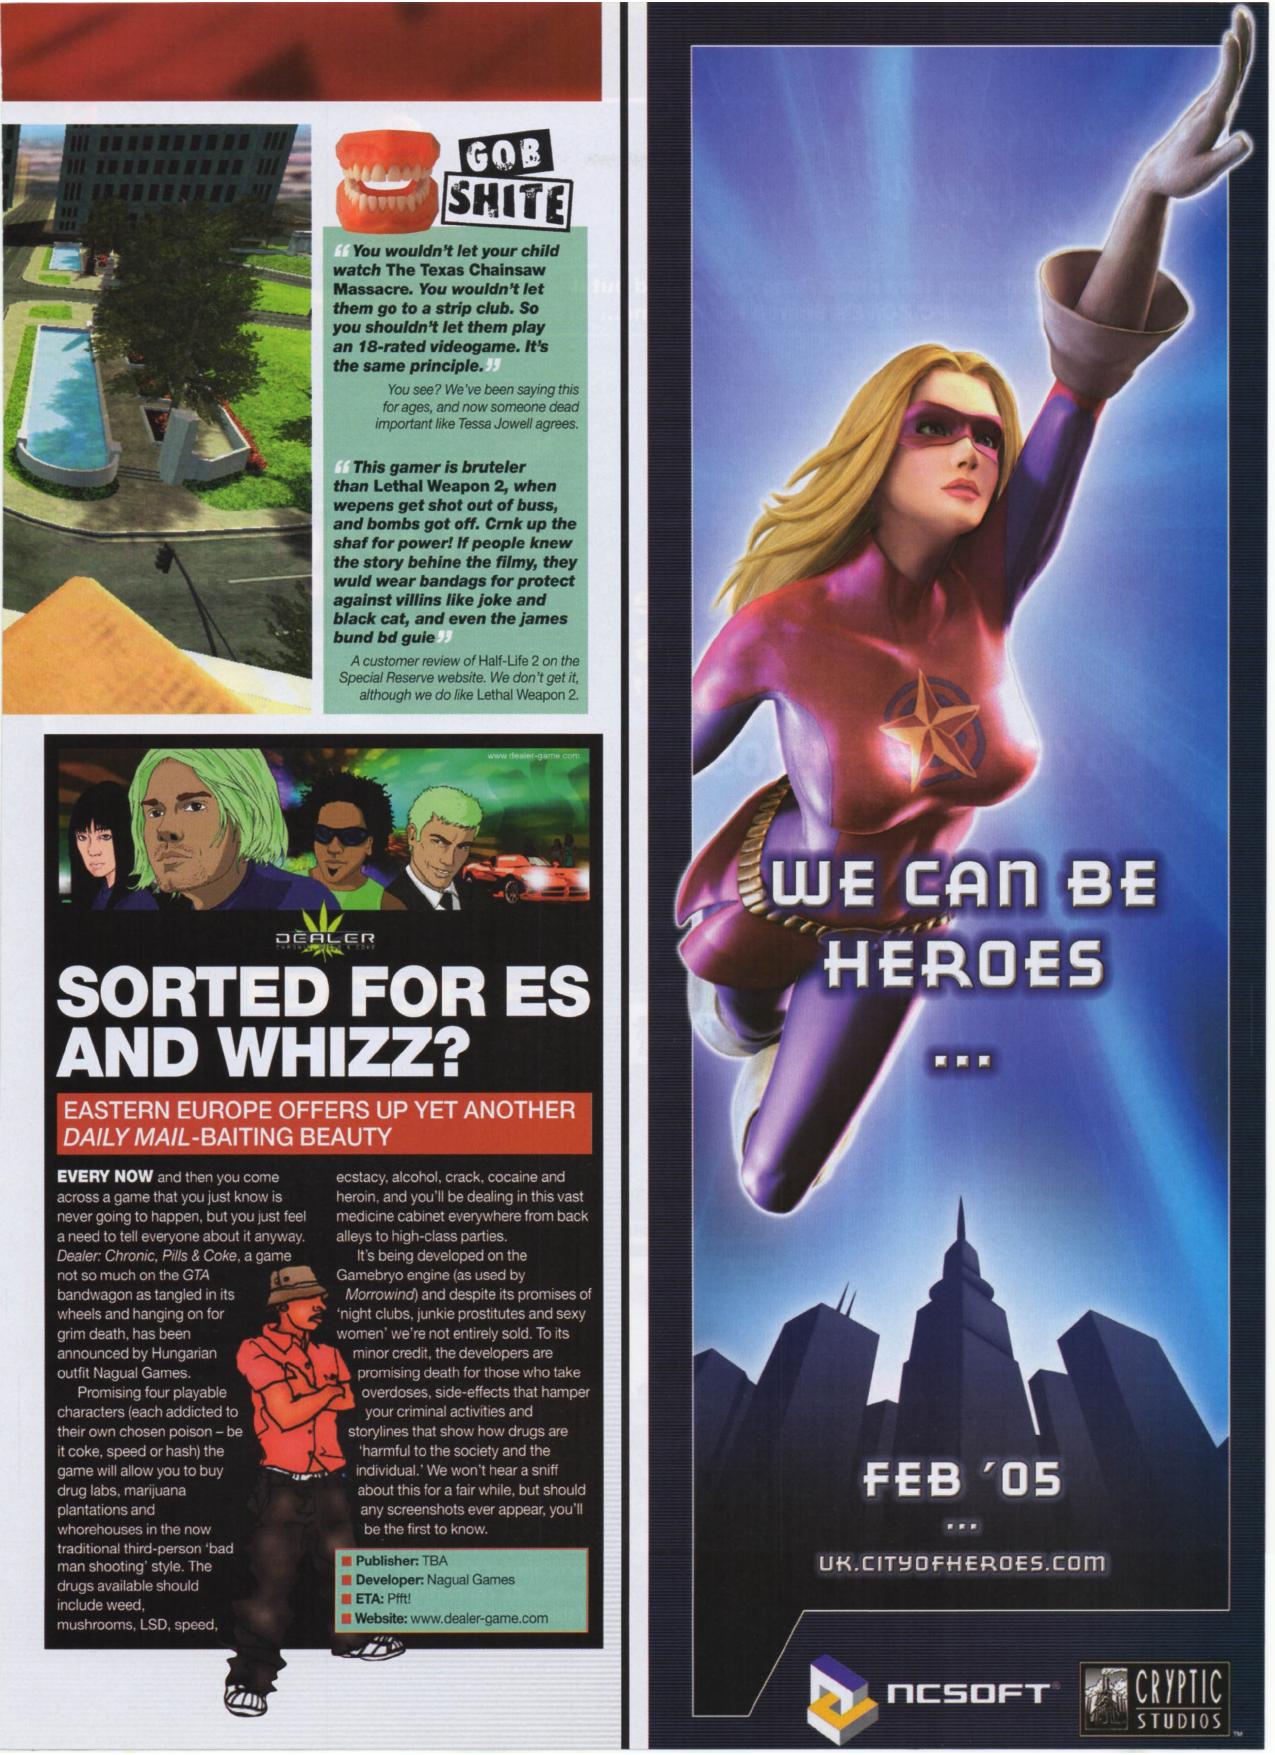 GOB
SHITE
“You wouldn't let your child
watch The Texas Chainsaw
Massacre. You wouldn't let
them go to a strip club. So
you shouldn't let them play
an 18-rated videogame. It's
the same principle.”
You see? We've been saying this
for ages, and now someone dead
important like Tessa Jowell agrees.
“This gamer is bruteler
than Lethal Weapon 2, when
wepens get shot out of buss,
and bombs got off. Crnk up the
shaf for power! If people knew
the story behine the filmy, they
wuld wear bandags for protect
against villins like joke and
black cat, and even the james
bund bd guie”
A customer review of Half-Life 2 on the
Special Reserve website. We don't get it,
although we do like Lethal Weapon 2.
www.dealer-game.com
DEALER
SORTED FOR ES
AND WHIZZ?
EASTERN EUROPE OFFERS UP YET ANOTHER
DAILY MAIL-BAITING BEAUTY
EVERY NOW and then you come
across a game that you just know is
never going to happen, but you just feel
a need to tell everyone about it anyway.
Dealer: Chronic, Pills & Coke, a game
not so much on the GTA
bandwagon as tangled in its
wheels and hanging on for
grim death, has been
announced by Hungarian
outfit Nagual Games.
Promising four playable
characters (each addicted to
their own chosen poison – be
it coke, speed or hash) the
game will allow you to buy
drug labs, marijuana
plantations and
whorehouses in the now
traditional third-person 'bad
man shooting' style. The
drugs available should
include weed,
mushrooms, LSD, speed,
ecstacy, alcohol, crack, cocaine and
heroin, and you'll be dealing in this vast
medicine cabinet everywhere from back
alleys to high-class parties.
It's being developed on the
Gamebryo engine (as used by
Morrowind) and despite its promises of
'night clubs, junkie prostitutes and sexy
women' we're not entirely sold. To its
minor credit, the developers are
promising death for those who take
overdoses, side-effects that hamper
your criminal activities and
storylines that show how drugs are
'harmful to the society and the
individual.' We won't hear a sniff
about this for a fair while, but should
any screenshots ever appear, you'll
be the first to know.
Publisher: TBA
Developer: Nagual Games
ETA: Pfft!
Website: www.dealer-game.com
WE CAN BE
HEROES
...
FEB '05
...
UK.CITYOFHEROES.COM
NCSOFT®
CRYPTIC
STUDIOS
™